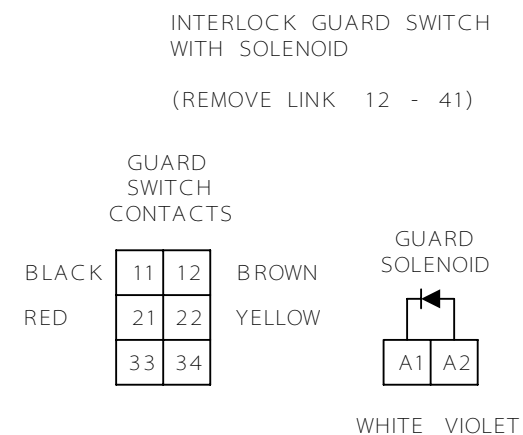 INTERLOCK GUARD SWITCH
WITH SOLENOID
(REMOVE LINK 12 - 41)
GUARD
SWITCH
CONTACTS
GUARD
SOLENOID
BLACK 11 12 BROWN
RED 21 22 YELLOW
33 34
A1 A2
WHITE VIOLET